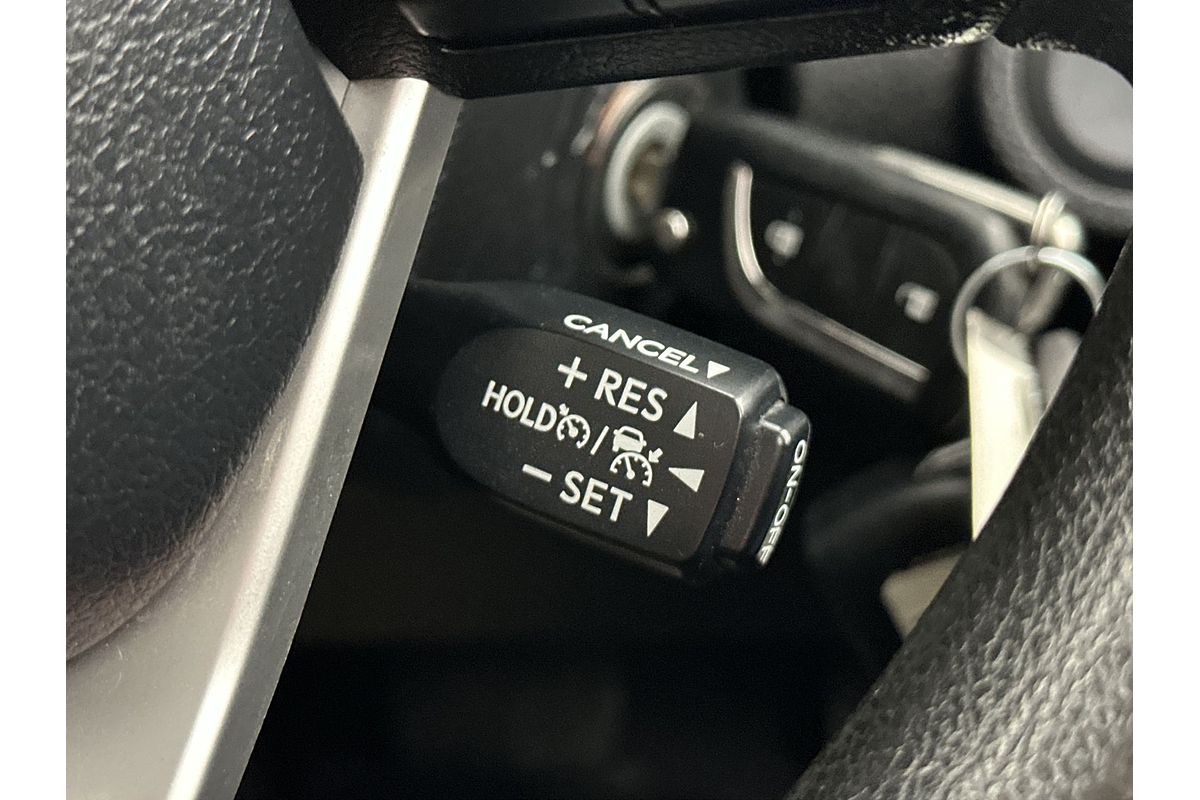 CANCEL▼
+ RES ▲
HOLD /
− SET ▼
ON-OFF